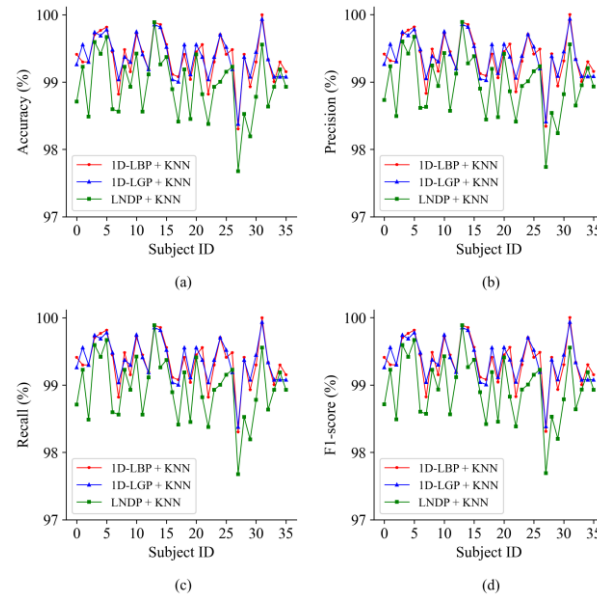 100
99
98
97
Accuracy (%)
1D-LBP + KNN
1D-LGP + KNN
LNDP + KNN
0 5 10 15 20 25 30 35
Subject ID
(a)
100
99
98
97
Precision (%)
1D-LBP + KNN
1D-LGP + KNN
LNDP + KNN
0 5 10 15 20 25 30 35
Subject ID
(b)
100
99
98
97
Recall (%)
1D-LBP + KNN
1D-LGP + KNN
LNDP + KNN
0 5 10 15 20 25 30 35
Subject ID
(c)
100
99
98
97
F1-score (%)
1D-LBP + KNN
1D-LGP + KNN
LNDP + KNN
0 5 10 15 20 25 30 35
Subject ID
(d)